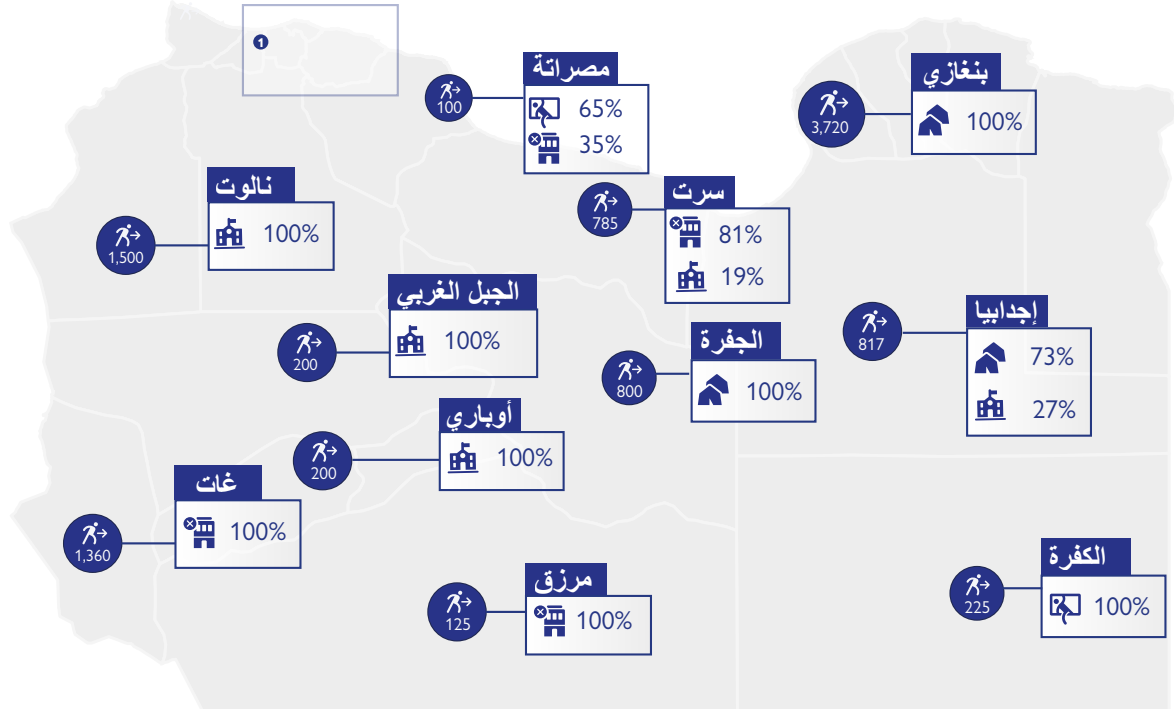 1
مصراتة
100
65%
35%
بنغازي
3,720
100%
نالوت
1,500
100%
سرت
785
81%
19%
الجبل الغربي
200
100%
الجفرة
800
100%
إجدابيا
817
73%
27%
أوباري
200
100%
غات
1,360
100%
مرزق
125
100%
الكفرة
225
100%